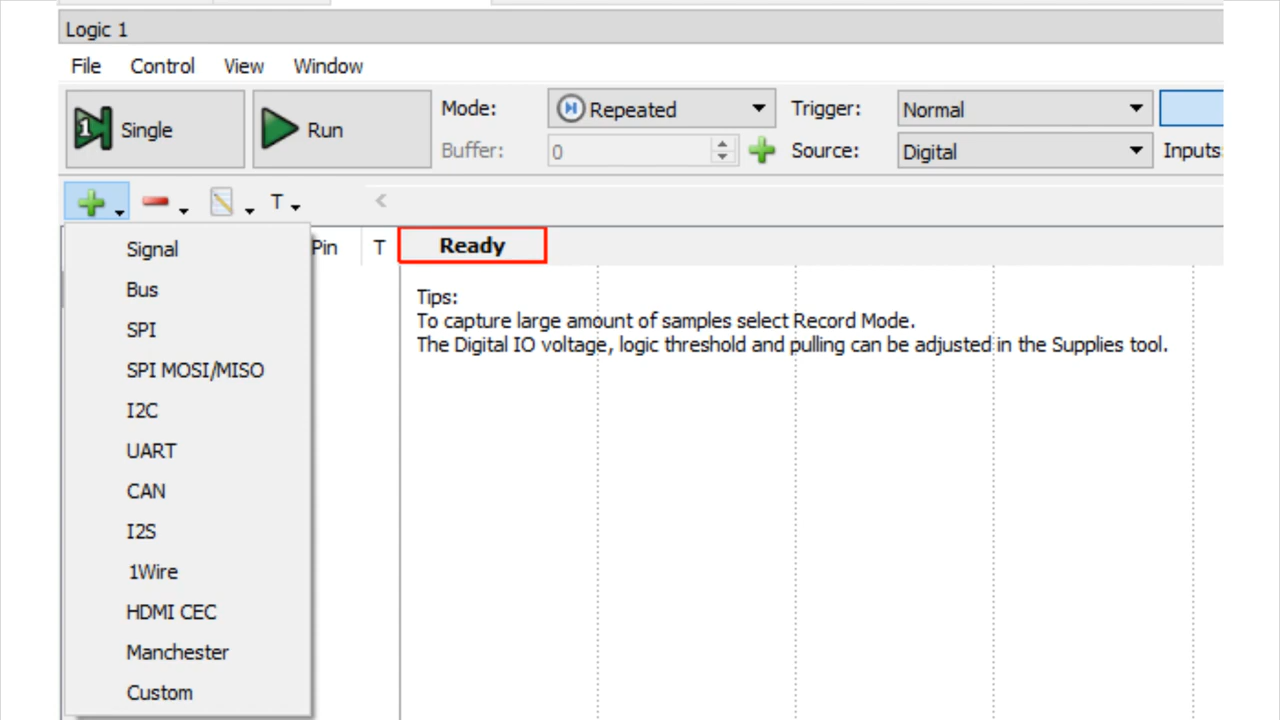 Logic 1
File Control View Window
1 Single Run Mode: Repeated Trigger: Normal
Buffer: 0 Source: Digital Inputs:
T
Pin T Ready
Signal
Bus
SPI
SPI MOSI/MISO
I2C
UART
CAN
I2S
1Wire
HDMI CEC
Manchester
Custom
Tips:
To capture large amount of samples select Record Mode.
The Digital IO voltage, logic threshold and pulling can be adjusted in the Supplies tool.